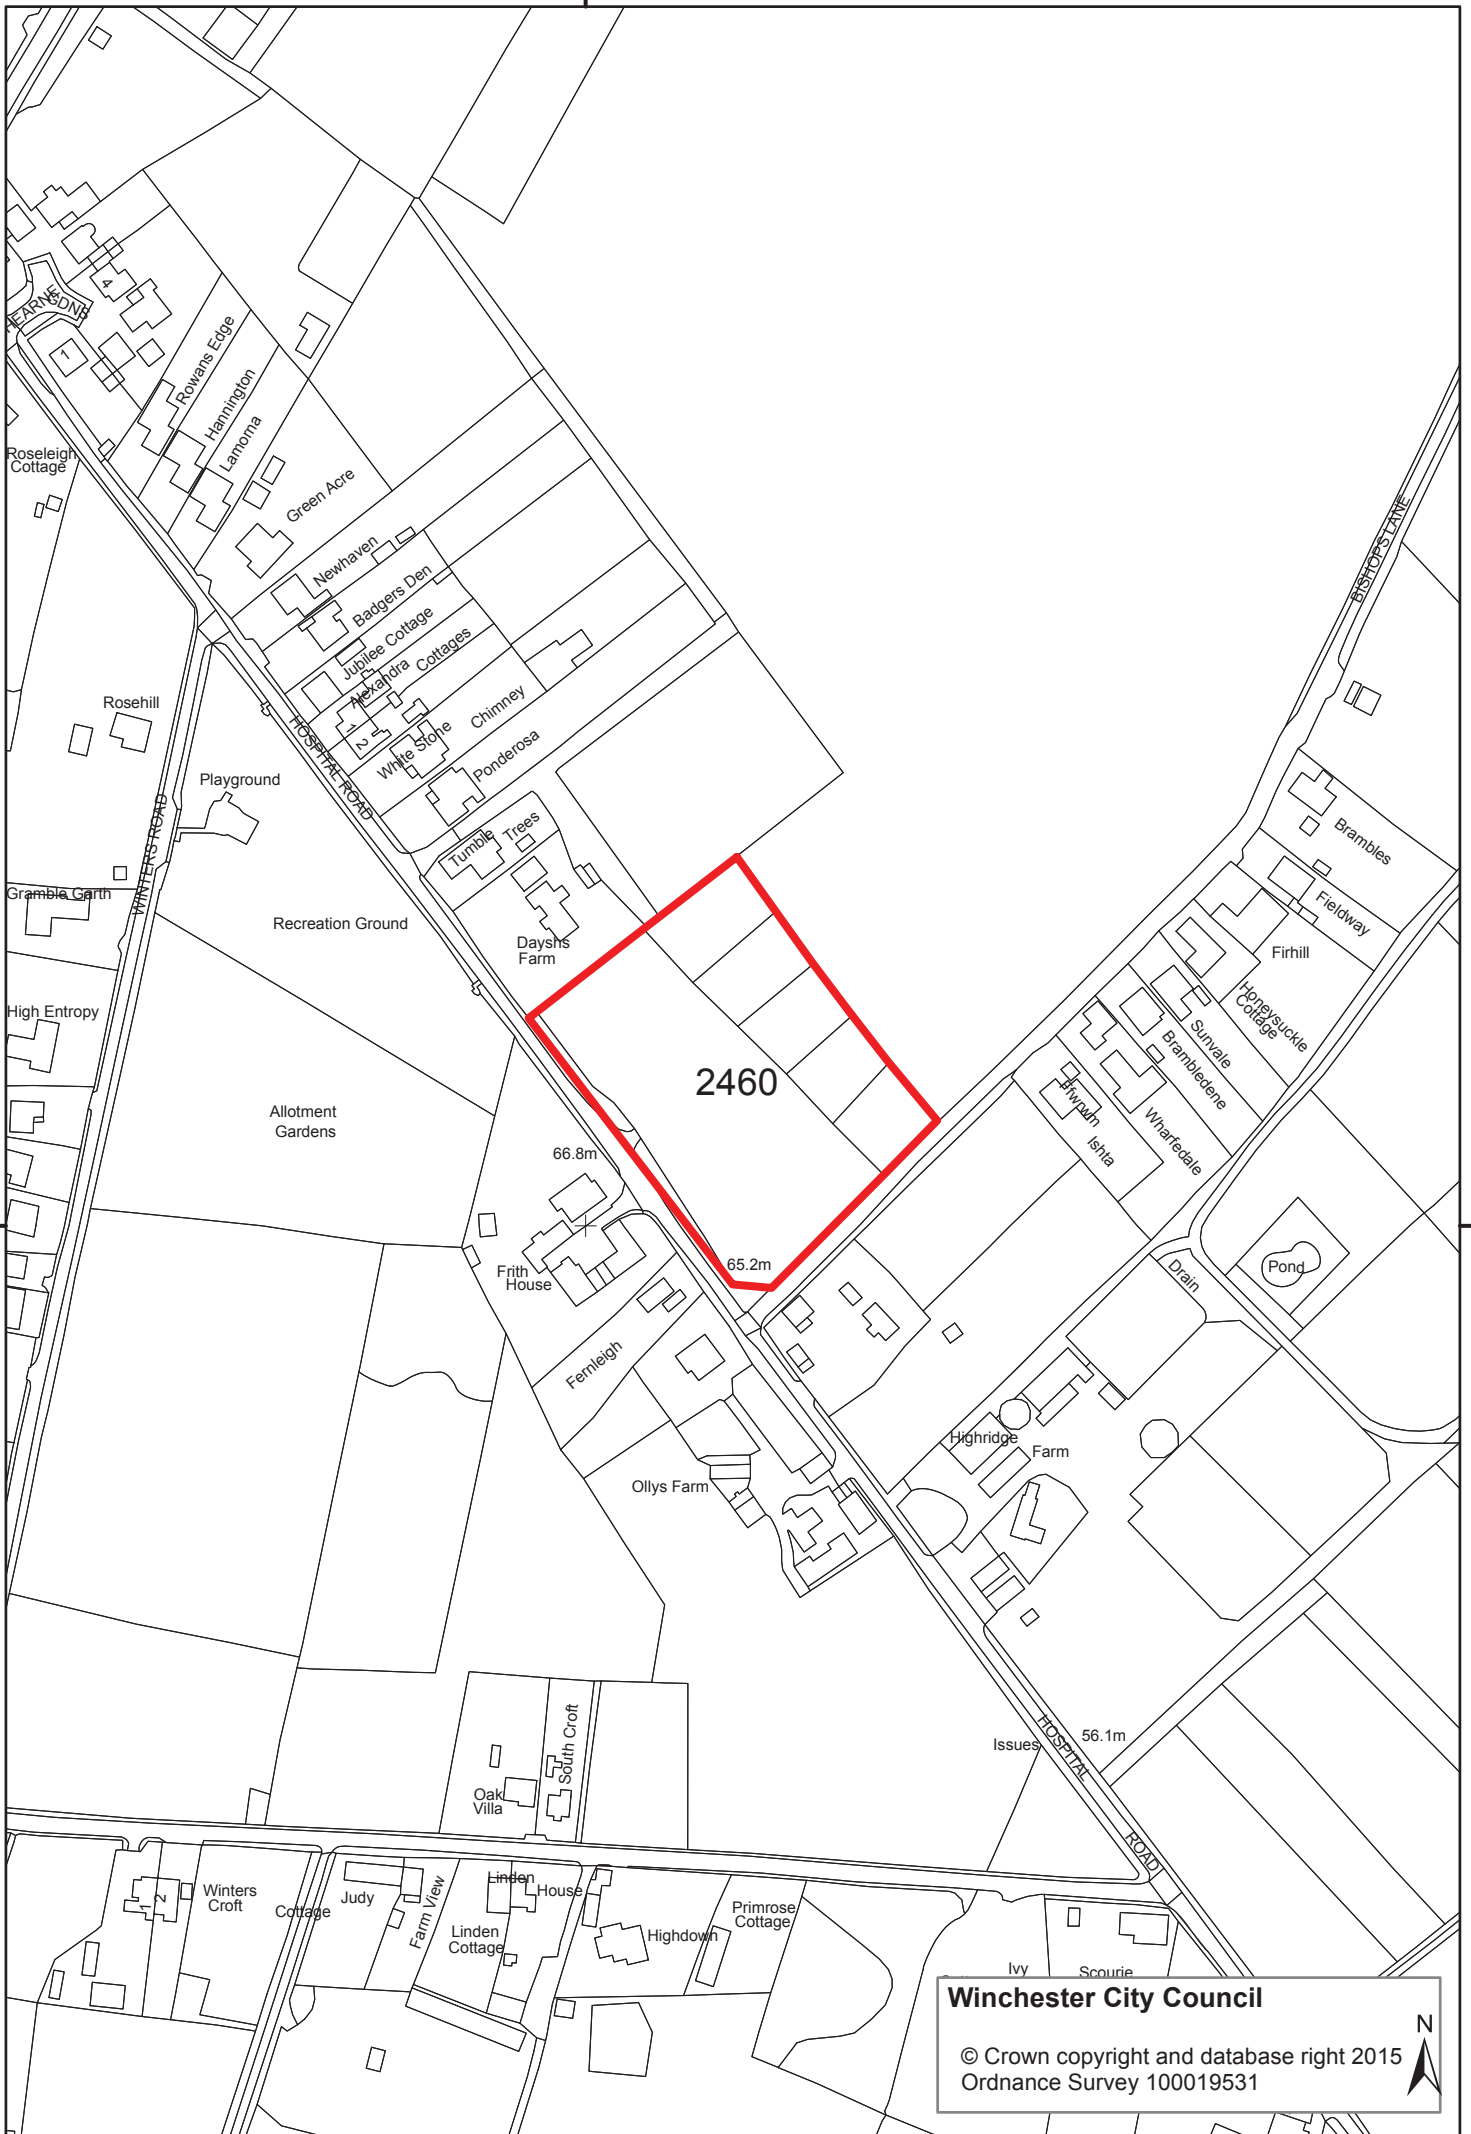 HEARNE
GDNS
4
1
Rowans Edge
Hannington
Lamorna
Roseleigh
Cottage
Green Acre
Newhaven
Badgers Den
Jubilee Cottage
Alexandra
Cottages
1
2
White Stone
Chimney
Ponderosa
HOSPITAL ROAD
Rosehill
Playground
WINTERS ROAD
Tumble
Trees
Gramble Garth
Recreation Ground
Dayshs
Farm
High Entropy
Allotment
Gardens
2460
66.8m
65.2m
Frith
House
Fernleigh
BISHOPS LANE
Brambles
Fieldway
Firhill
Honeysuckle
Cottage
Sunvale
Brambledene
Wharfedale
Ishta
Pond
Drain
Highridge
Farm
Ollys Farm
56.1m
Issues
HOSPITAL
ROAD
South Croft
Oak
Villa
1
2
Winters
Croft
Cottage
Judy
Farm View
Linden
House
Linden
Cottage
Highdown
Primrose
Cottage
Ivy
Scourie
Winchester City Council
N
© Crown copyright and database right 2015
Ordnance Survey 100019531